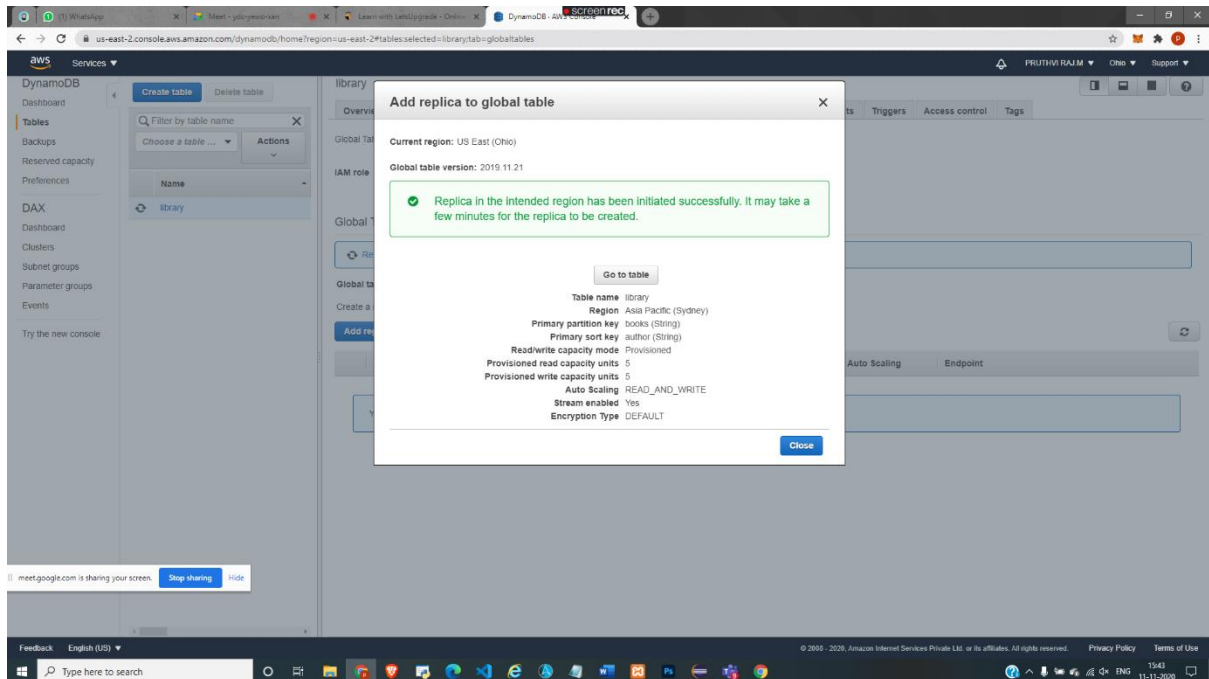 (1) WhatsApp
Meet - ydo-
Learn with LetsUpgrade - Online
DynamoDB - AWS Console
screenrec
us-east-2.console.aws.amazon.com/dynamodb/home?region=us-east-2#tables:selected=library;tab=globaltables
aws Services PRUTHVI RAJ.M Ohio Support
DynamoDB
Dashboard
Tables
Backups
Reserved capacity
Preferences
DAX
Dashboard
Clusters
Subnet groups
Parameter groups
Events
Try the new console
Create table Delete table
Filter by table name
Choose a table ... Actions
Name
library
library
Triggers Access control Tags
IAM role
Add replica to global table
Current region: US East (Ohio)
Global table version: 2019.11.21
Replica in the intended region has been initiated successfully. It may take a
few minutes for the replica to be created.
Go to table
Table name library
Region Asia Pacific (Sydney)
Primary partition key books (String)
Primary sort key author (String)
Read/write capacity mode Provisioned
Provisioned read capacity units 5
Provisioned write capacity units 5
Auto Scaling READ_AND_WRITE
Stream enabled Yes
Encryption Type DEFAULT
Close
Global
Create a
Auto Scaling Endpoint
meet.google.com is sharing your screen. Stop sharing Hide
Feedback English (US) © 2008 - 2020, Amazon Internet Services Private Ltd. or its affiliates. All rights reserved. Privacy Policy Terms of Use
Type here to search
ENG
15:43
11-11-2020